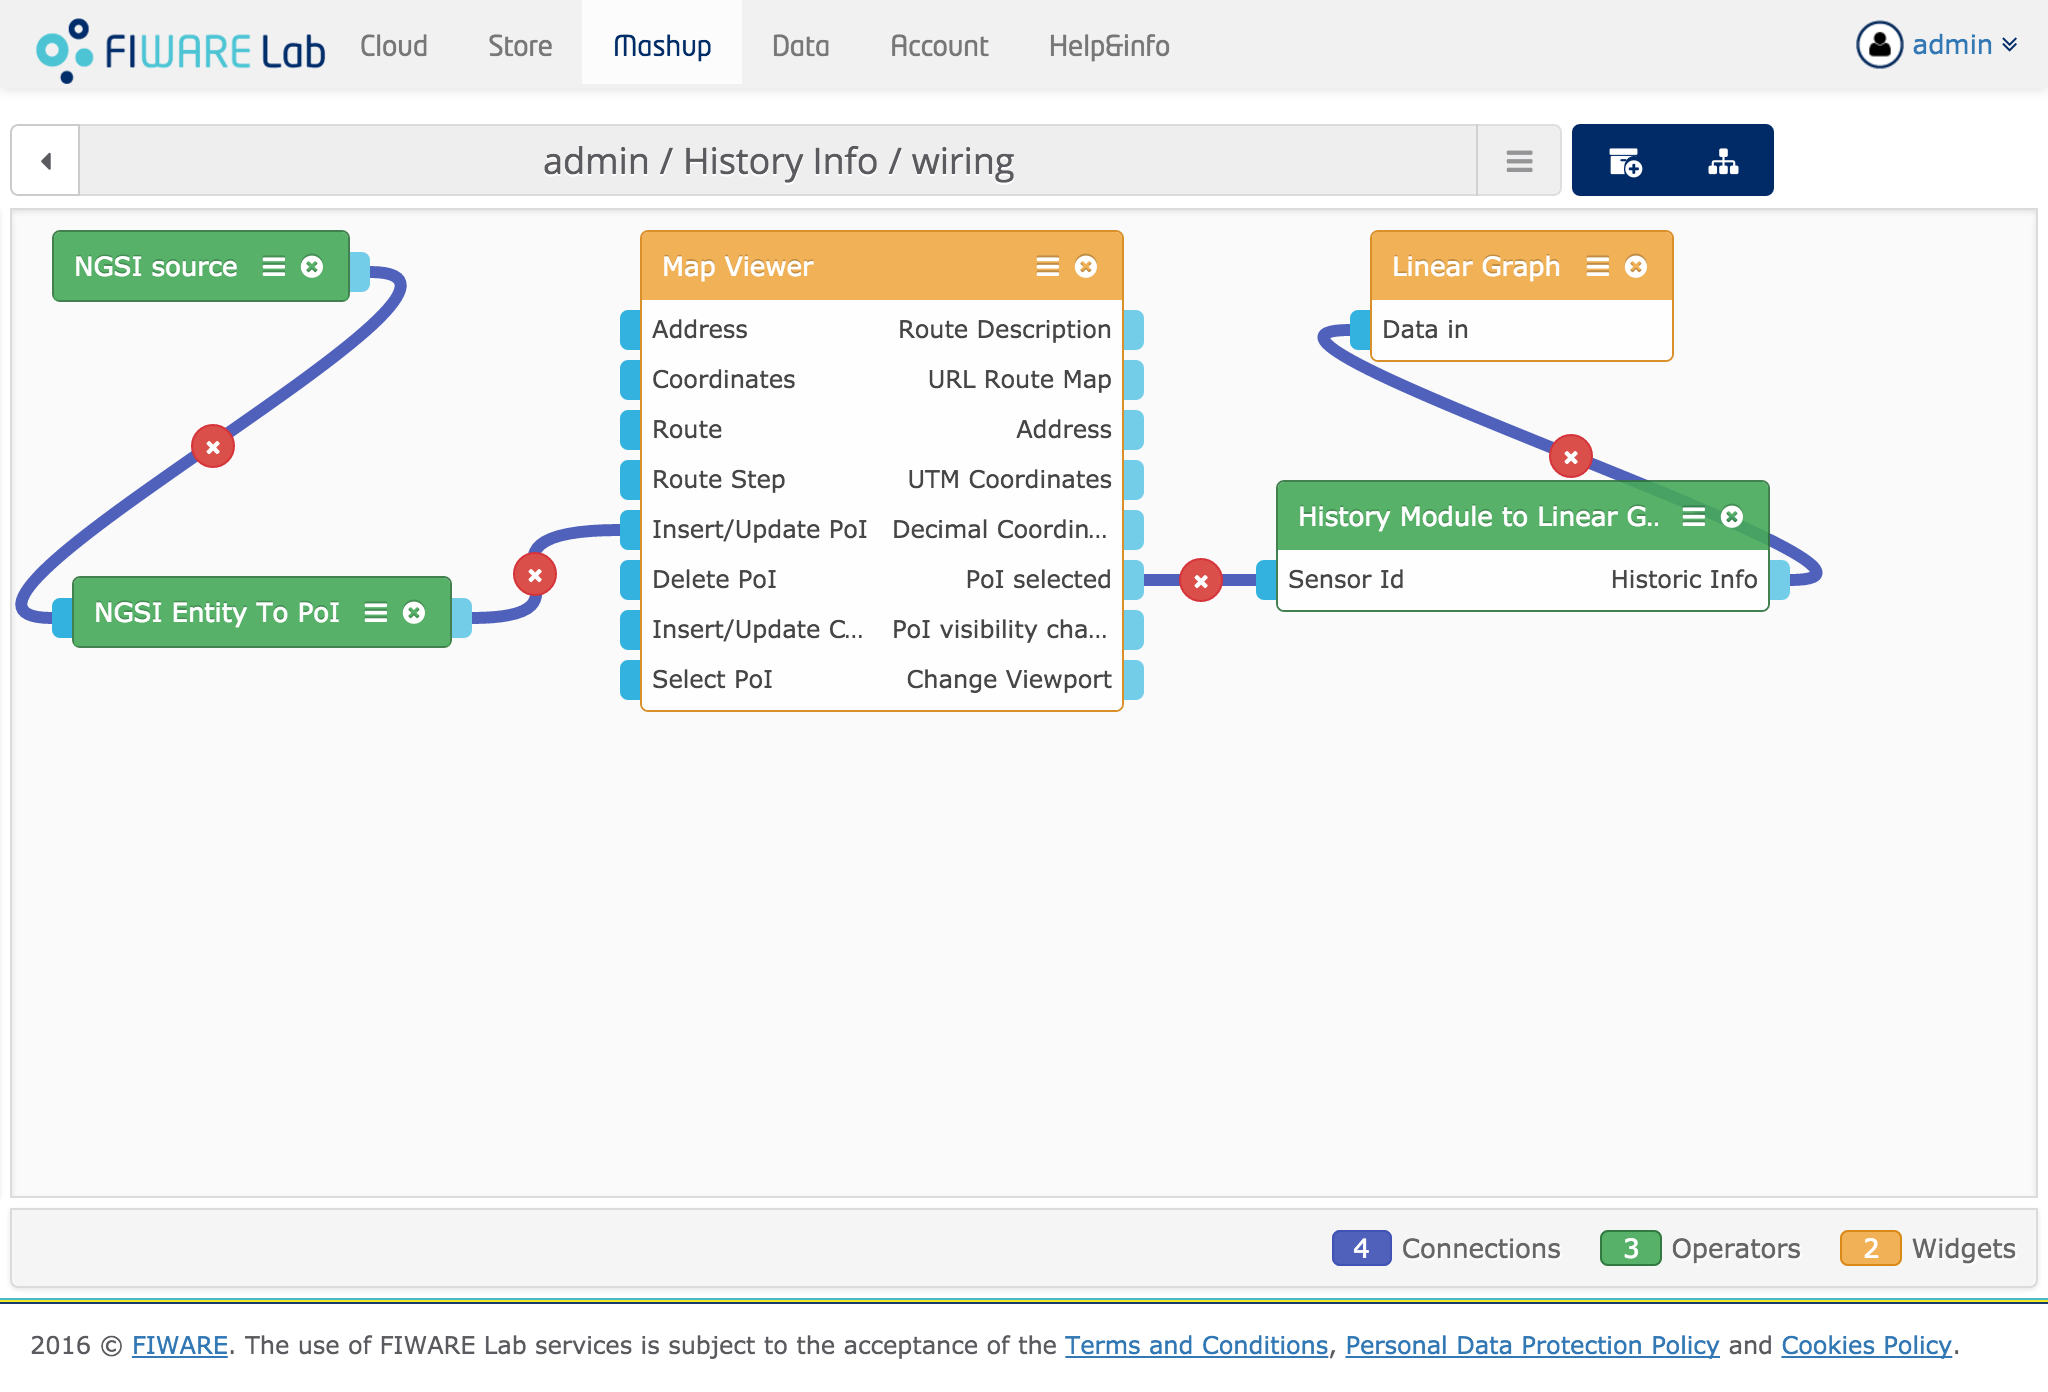 FIWARE Lab
Cloud
Store
Mashup
Data
Account
Help&info
admin
admin / History Info / wiring
NGSI source
NGSI Entity To PoI
Map Viewer
Address
Route Description
Coordinates
URL Route Map
Route
Address
Route Step
UTM Coordinates
Insert/Update PoI
Decimal Coordin...
Delete PoI
PoI selected
Insert/Update C...
PoI visibility cha...
Select PoI
Change Viewport
Linear Graph
Data in
History Module to Linear G..
Sensor Id
Historic Info
4 Connections
3 Operators
2 Widgets
2016 © FIWARE. The use of FIWARE Lab services is subject to the acceptance of the Terms and Conditions, Personal Data Protection Policy and Cookies Policy.